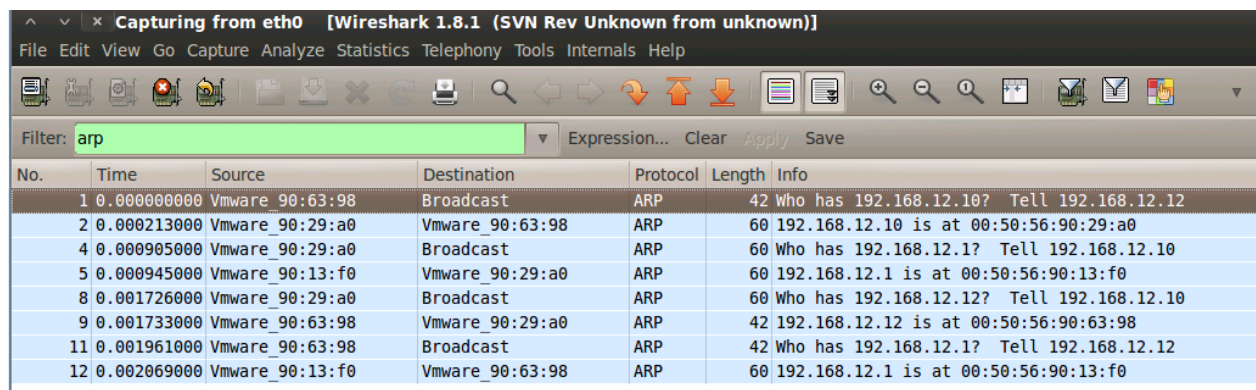 Capturing from eth0 [Wireshark 1.8.1 (SVN Rev Unknown from unknown)]
File Edit View Go Capture Analyze Statistics Telephony Tools Internals Help
Filter: arp Expression... Clear Apply Save
No. Time Source Destination Protocol Length Info
1 0.000000000 Vmware_90:63:98 Broadcast ARP 42 Who has 192.168.12.10? Tell 192.168.12.12
2 0.000213000 Vmware_90:29:a0 Vmware_90:63:98 ARP 60 192.168.12.10 is at 00:50:56:90:29:a0
4 0.000905000 Vmware_90:29:a0 Broadcast ARP 60 Who has 192.168.12.1? Tell 192.168.12.10
5 0.000945000 Vmware_90:13:f0 Vmware_90:29:a0 ARP 60 192.168.12.1 is at 00:50:56:90:13:f0
8 0.001726000 Vmware_90:29:a0 Broadcast ARP 60 Who has 192.168.12.12? Tell 192.168.12.10
9 0.001733000 Vmware_90:63:98 Vmware_90:29:a0 ARP 42 192.168.12.12 is at 00:50:56:90:63:98
11 0.001961000 Vmware_90:63:98 Broadcast ARP 42 Who has 192.168.12.1? Tell 192.168.12.12
12 0.002069000 Vmware_90:13:f0 Vmware_90:63:98 ARP 60 192.168.12.1 is at 00:50:56:90:13:f0